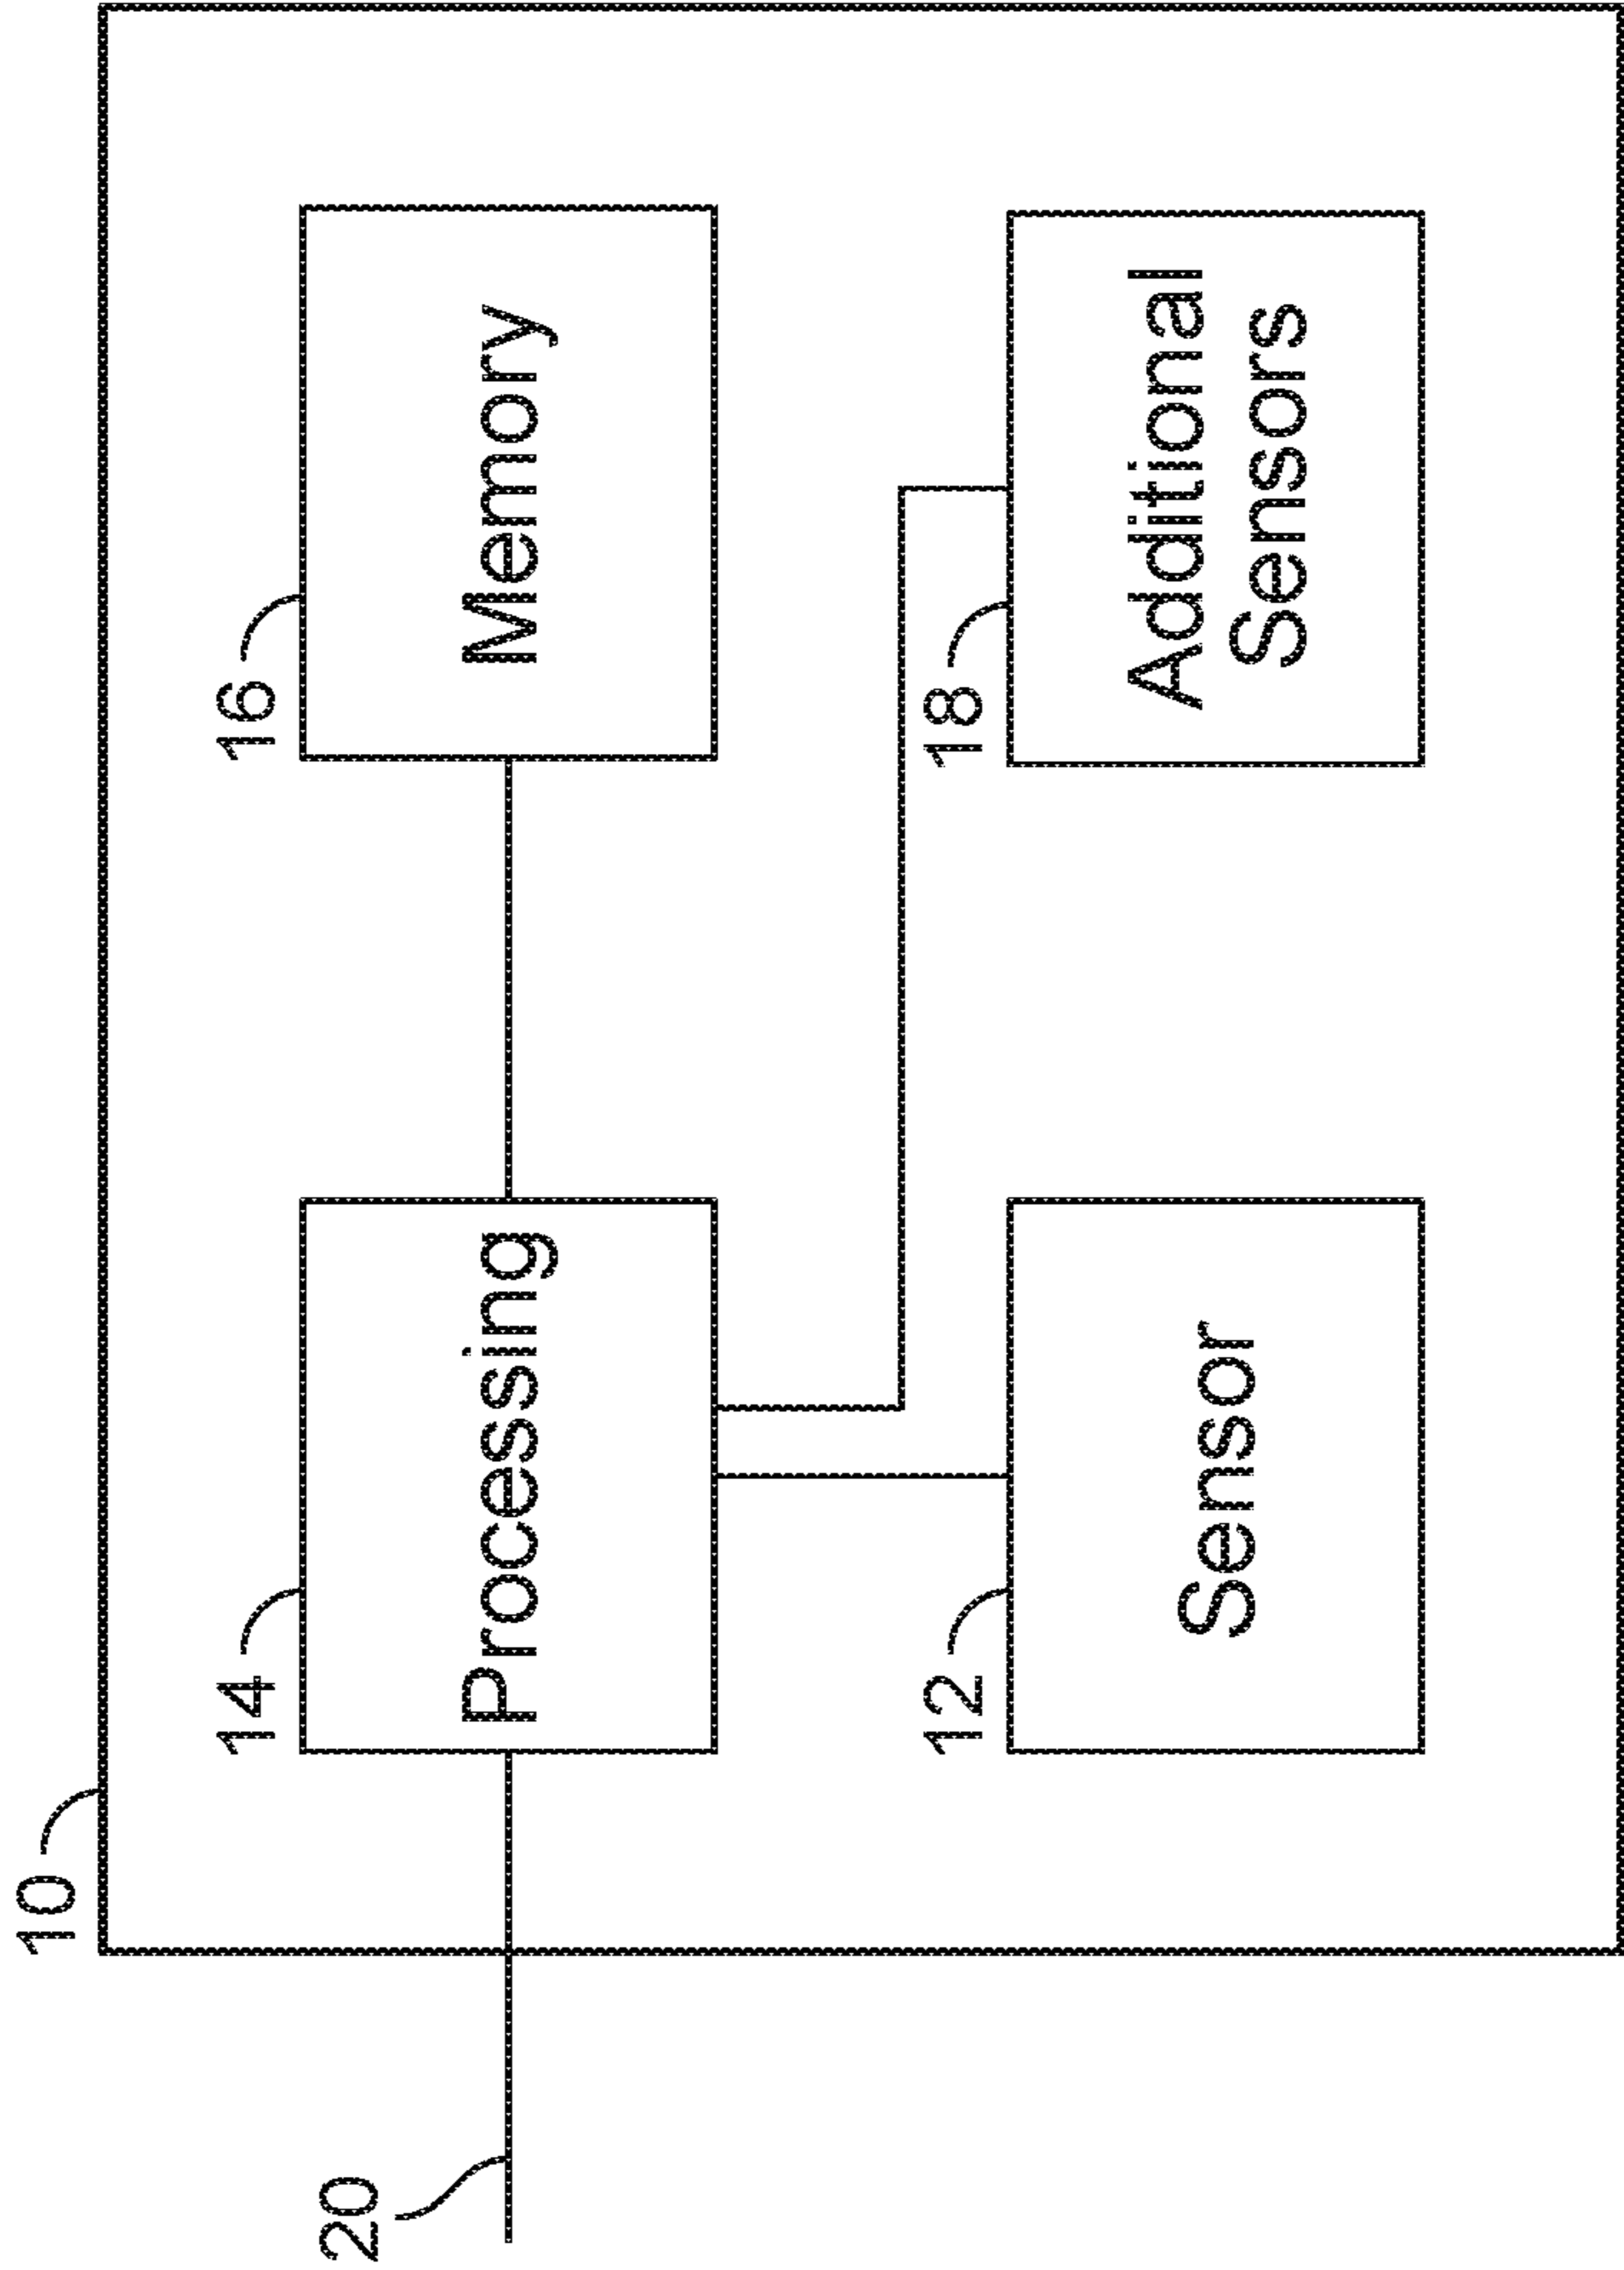 10
20
14
Processing
16
Memory
12
Sensor
18
Additional
Sensors